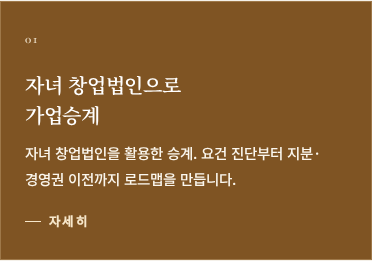 01
자녀 창업법인으로
가업승계
자녀 창업법인을 활용한 승계. 요건 진단부터 지분·
경영권 이전까지 로드맵을 만듭니다.
— 자세히